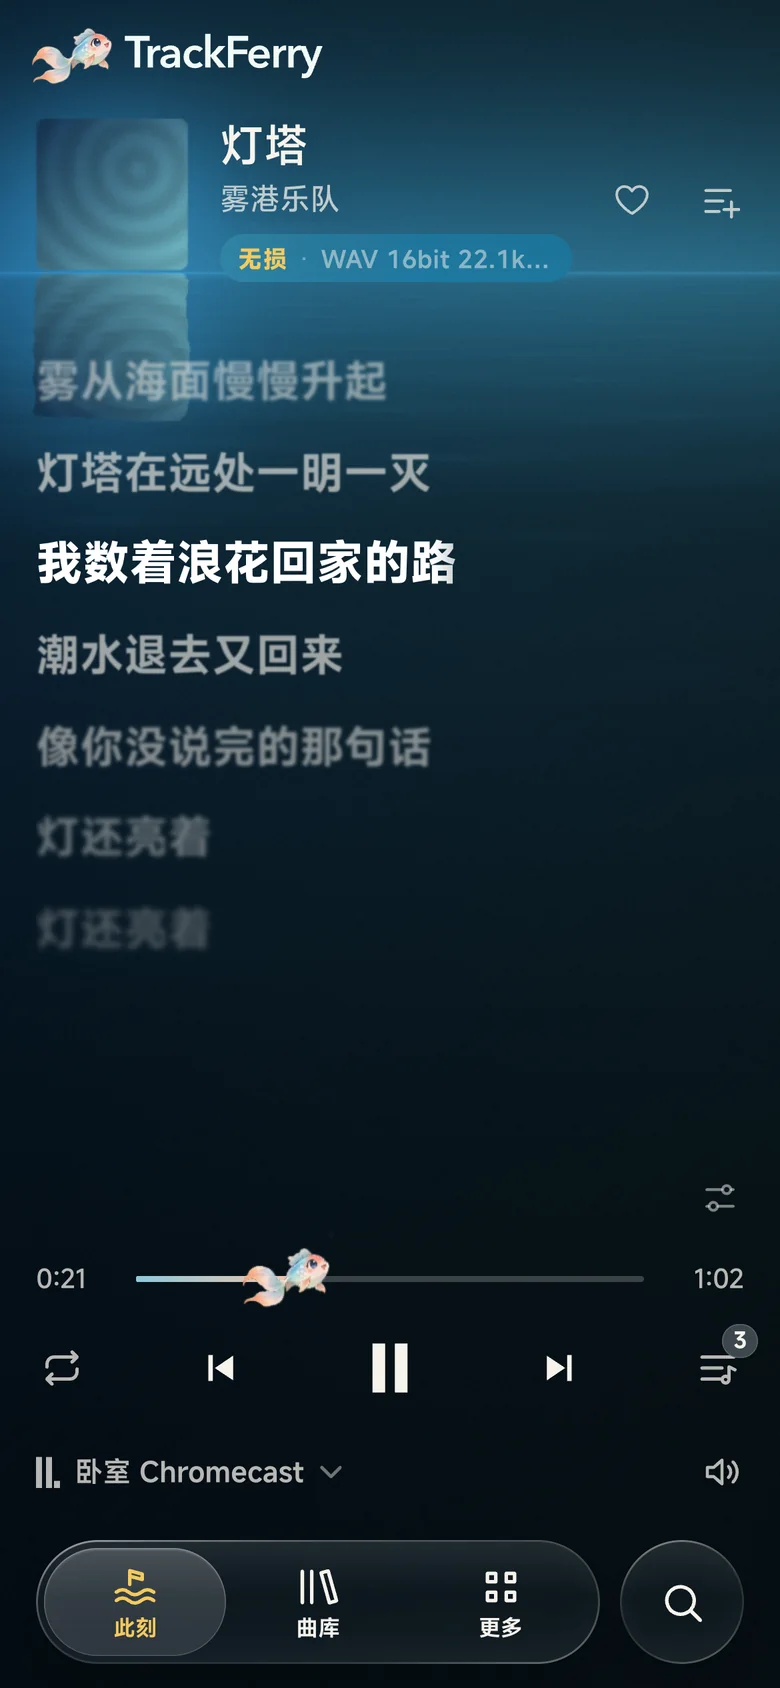 TrackFerry
灯塔
雾港乐队
无损 · WAV 16bit 22.1k...
雾从海面慢慢升起
灯塔在远处一明一灭
我数着浪花回家的路
潮水退去又回来
像你没说完的那句话
灯还亮着
灯还亮着
0:21
1:02
3
卧室 Chromecast
此刻
曲库
更多